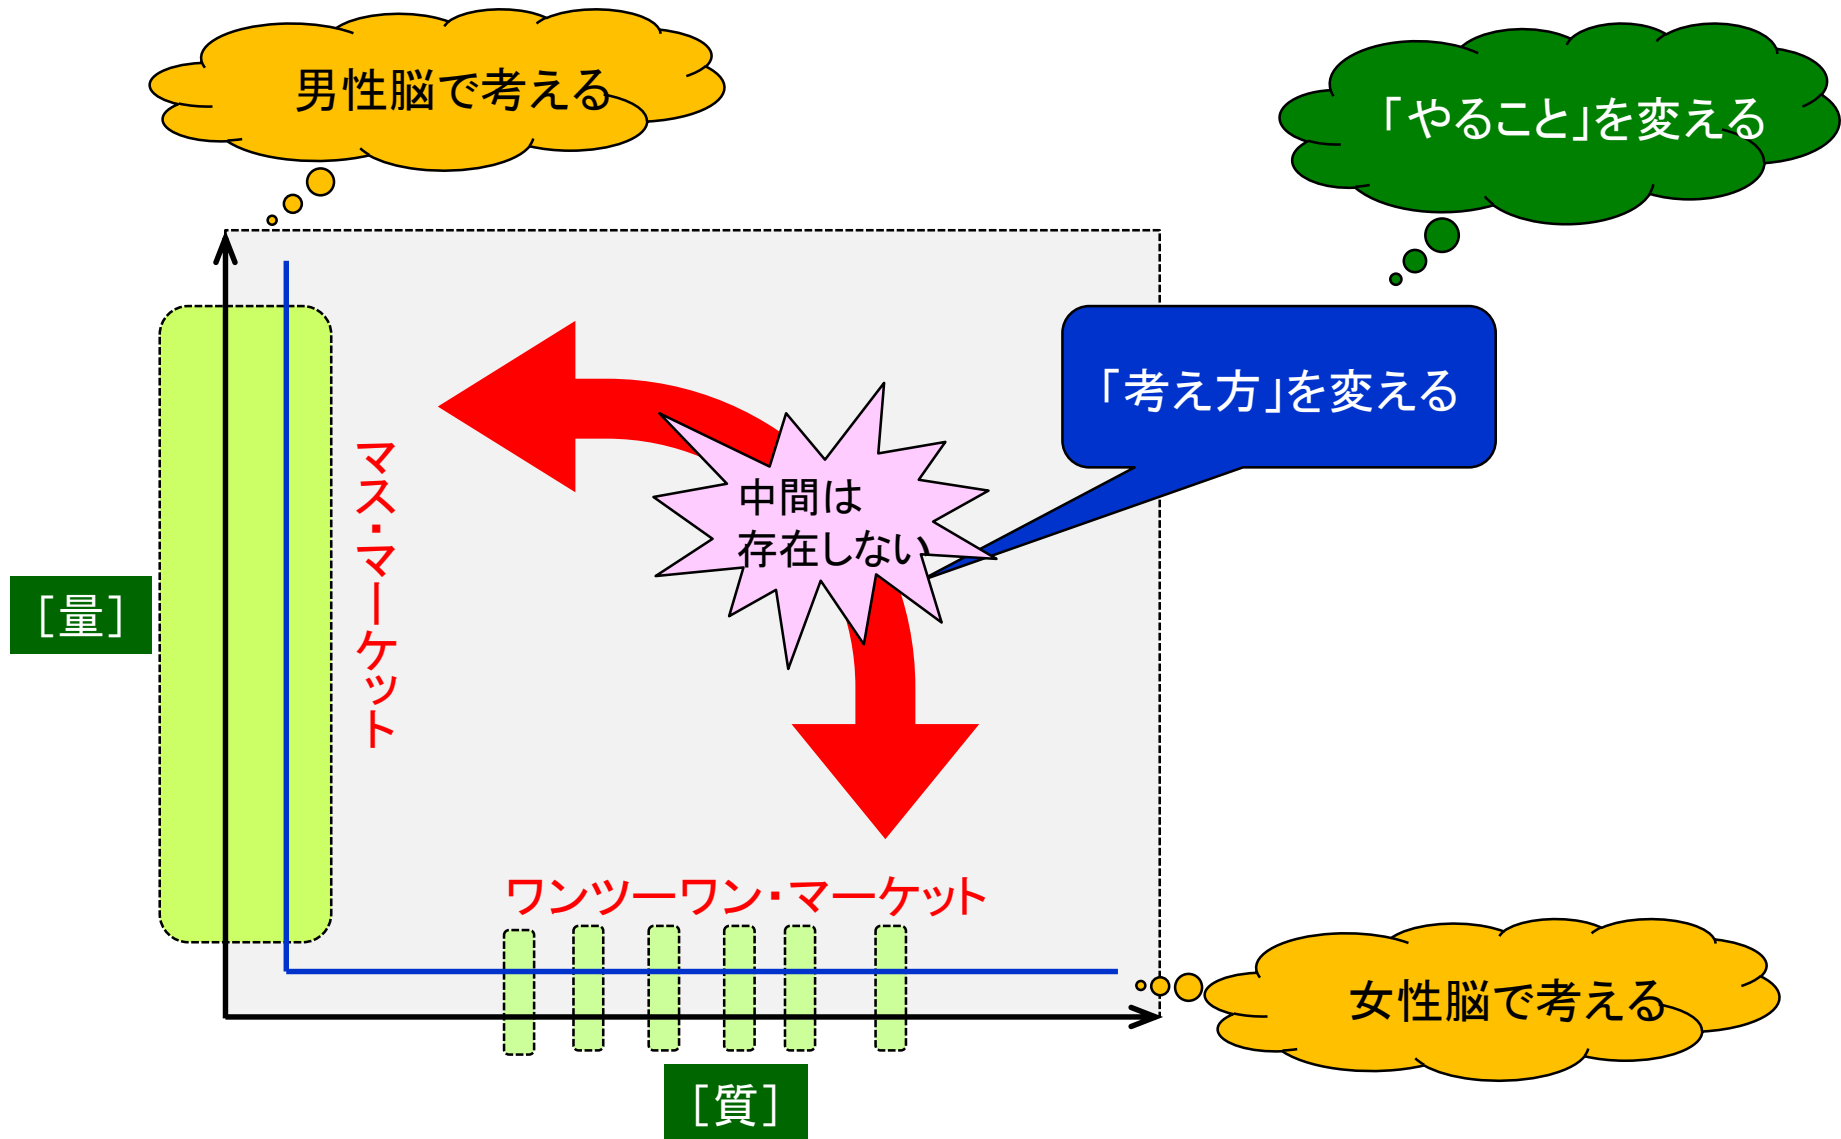 男性脳で考える
「やること」を変える
「考え方」を変える
マス・マーケット
中間は
存在しない
［量］
ワンツーワン・マーケット
女性脳で考える
［質］